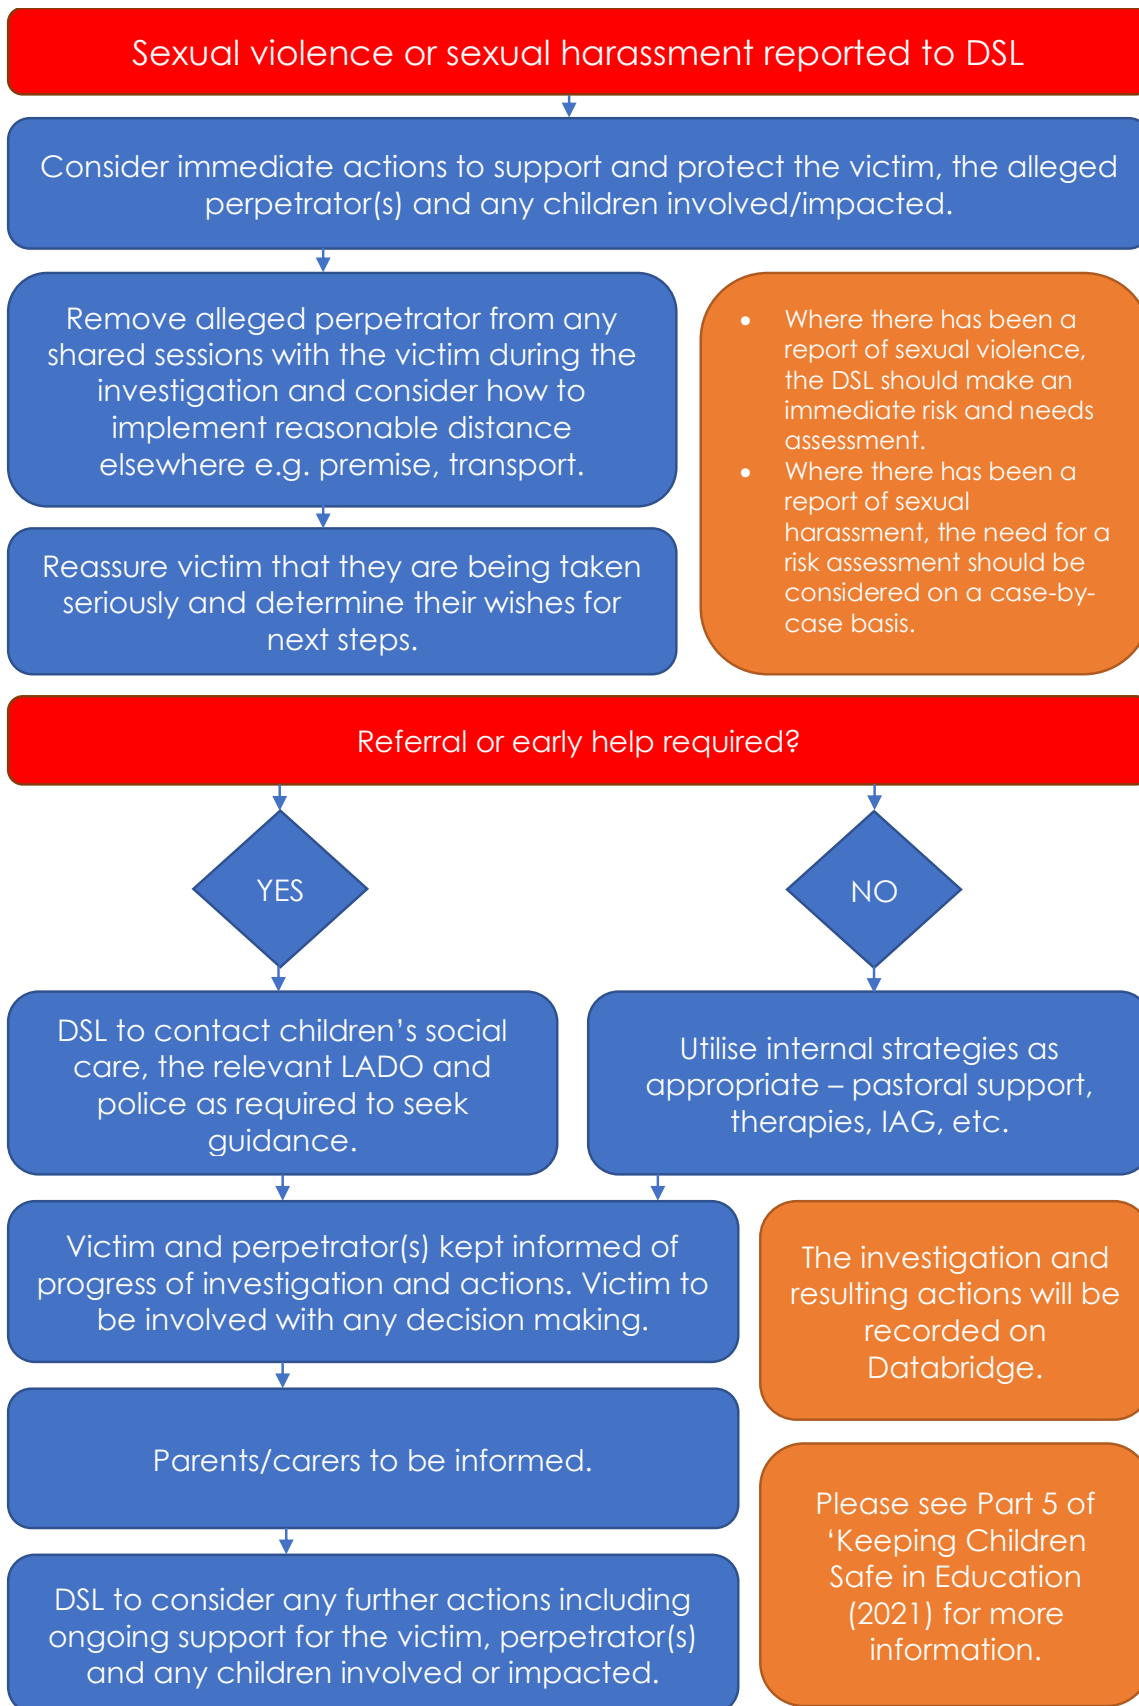 Sexual violence or sexual harassment reported to DSL
Consider immediate actions to support and protect the victim, the alleged
perpetrator(s) and any children involved/impacted.
Remove alleged perpetrator from any
shared sessions with the victim during the
investigation and consider how to
implement reasonable distance
elsewhere e.g. premise, transport.
• Where there has been a
report of sexual violence,
the DSL should make an
immediate risk and needs
assessment.
• Where there has been a
report of sexual
harassment, the need for a
risk assessment should be
considered on a case-by-
case basis.
Reassure victim that they are being taken
seriously and determine their wishes for
next steps.
Referral or early help required?
YES
NO
DSL to contact children’s social
care, the relevant LADO and
police as required to seek
guidance.
Utilise internal strategies as
appropriate – pastoral support,
therapies, IAG, etc.
Victim and perpetrator(s) kept informed of
progress of investigation and actions. Victim to
be involved with any decision making.
The investigation and
resulting actions will be
recorded on
Databridge.
Parents/carers to be informed.
Please see Part 5 of
‘Keeping Children
Safe in Education
(2021) for more
information.
DSL to consider any further actions including
ongoing support for the victim, perpetrator(s)
and any children involved or impacted.